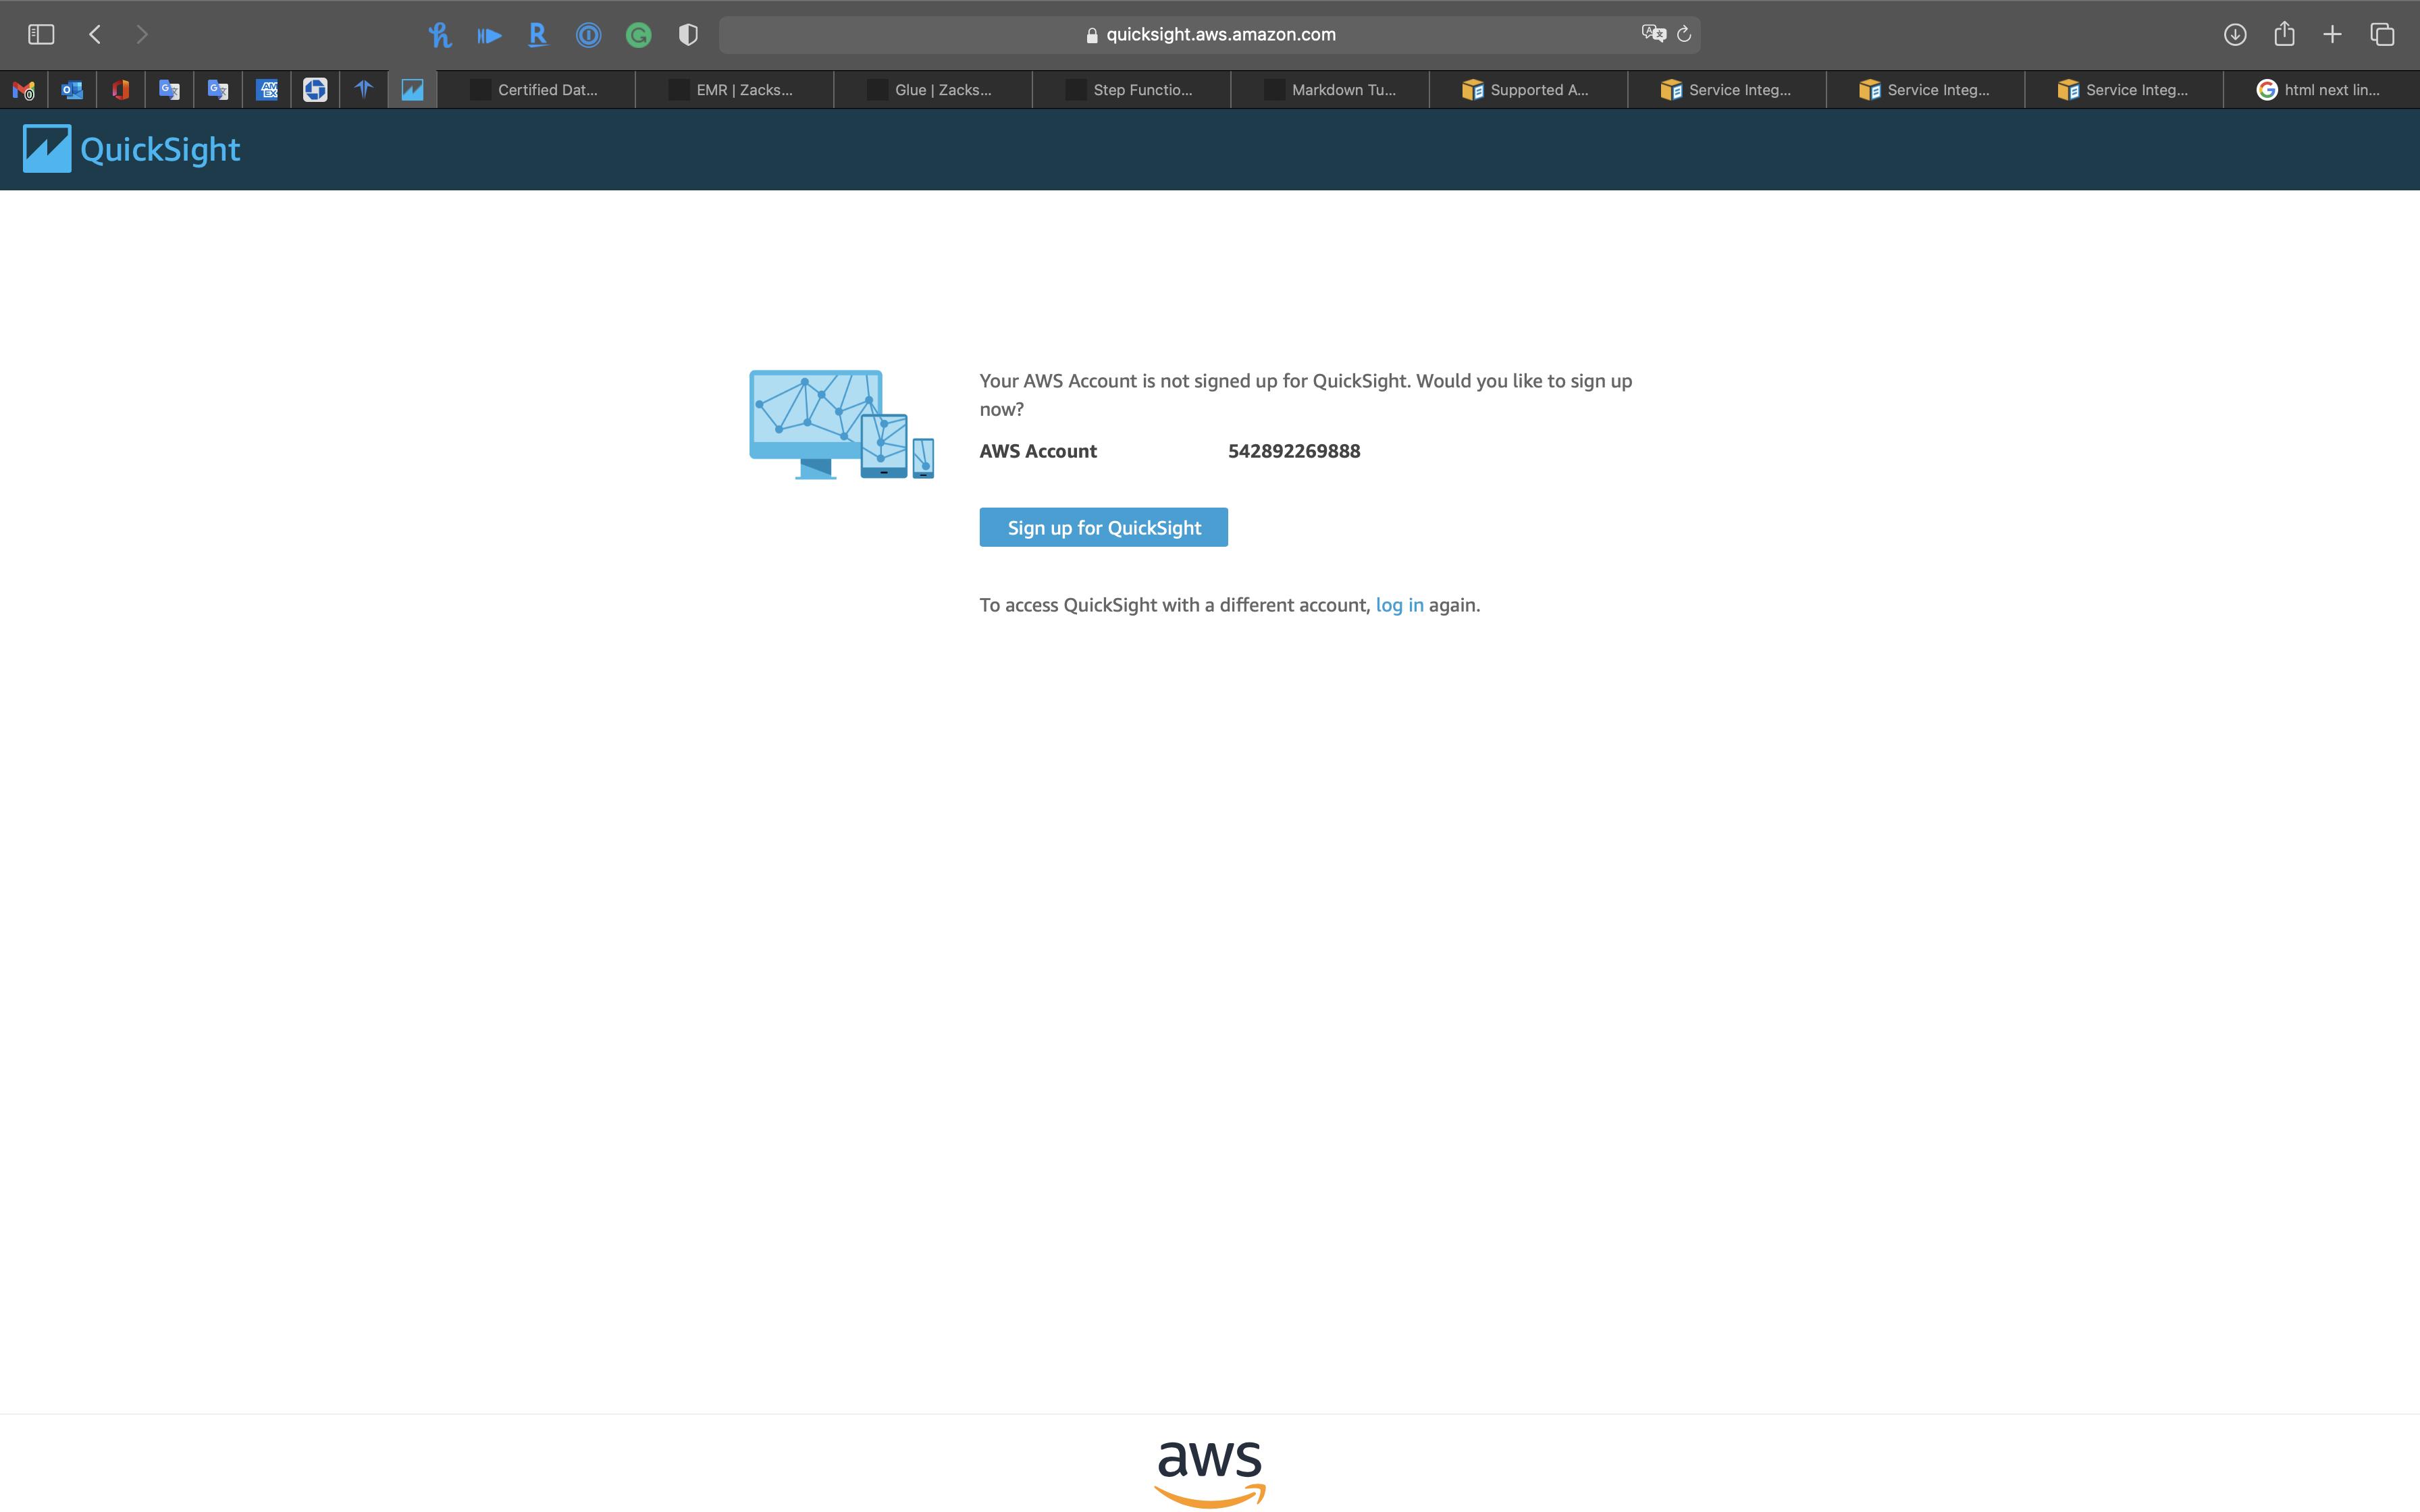 quicksight.aws.amazon.com
Certified Dat...
EMR | Zacks...
Glue | Zacks...
Step Functio...
Markdown Tu...
Supported A...
Service Integ...
Service Integ...
Service Integ...
html next lin...
QuickSight
Your AWS Account is not signed up for QuickSight. Would you like to sign up
now?
AWS Account 542892269888
Sign up for QuickSight
To access QuickSight with a different account, log in again.
aws